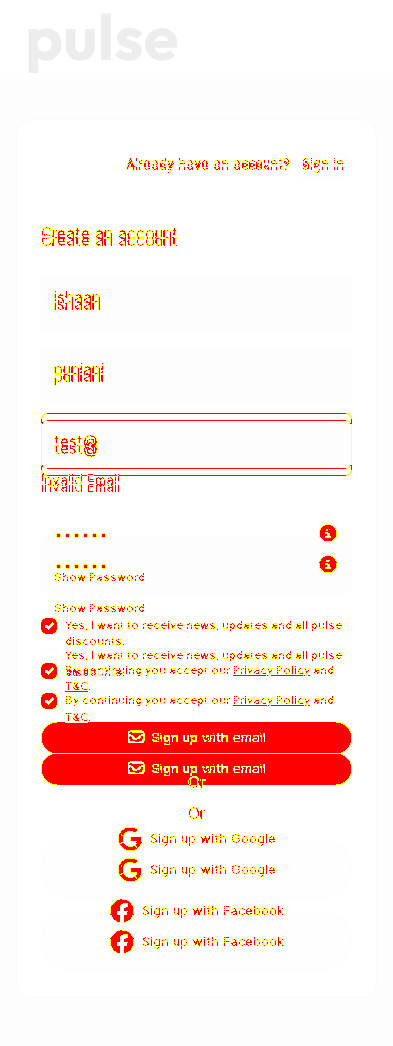 pulse
Already have an account? Sign in
Create an account
ishaan
punjani
test@
Invalid Email
Show Password
Show Password
Yes, I want to receive news, updates and all pulse
discounts.
Yes, I want to receive news, updates and all pulse
By continuing you accept our Privacy Policy and
T&C.
By continuing you accept our Privacy Policy and
T&C.
Sign up with email
Sign up with email
Or
Or
Sign up with Google
Sign up with Google
Sign up with Facebook
Sign up with Facebook